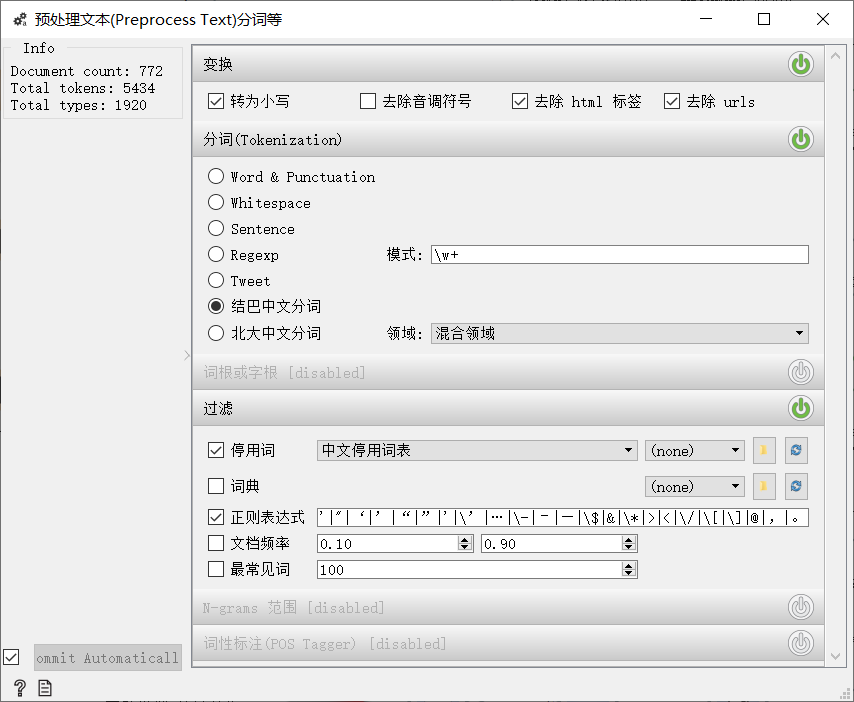 预处理文本(Preprocess Text)分词等
Info
Document count: 772
Total tokens: 5434
Total types: 1920
变换
转为小写 去除音调符号 去除 html 标签 去除 urls
分词(Tokenization)
Word & Punctuation
Whitespace
Sentence
Regexp 模式: \w+
Tweet
结巴中文分词
北大中文分词 领域: 混合领域
词根或字根 [disabled]
过滤
停用词 中文停用词表 (none)
词典 (none)
正则表达式 '|"|‘|’|“|”|'|\'|…|\-|－|—|\$|&|\*|>|<|\/|\[|\]|@|，|。
文档频率 0.10 0.90
最常见词 100
N-grams 范围 [disabled]
词性标注(POS Tagger) [disabled]
ommit Automaticall